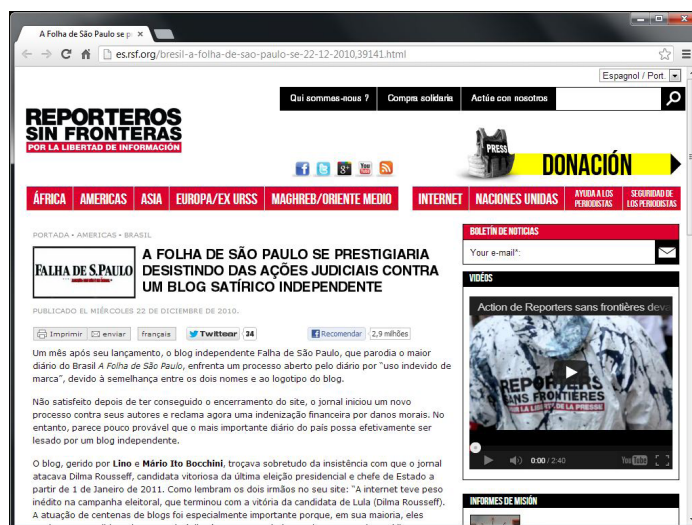 A Folha de São Paulo se p
es.rsf.org/bresil-a-folha-de-sao-paulo-se-22-12-2010,39141.html
Espagnol / Port.
Qui sommes-nous ?
Compra solidaria
Actúe con nosotros
REPORTEROS
SIN FRONTERAS
POR LA LIBERTAD DE INFORMACIÓN
PRESS
DONACIÓN
ÁFRICA
AMERICAS
ASIA
EUROPA/EX URSS
MAGHREB/ORIENTE MEDIO
INTERNET
NACIONES UNIDAS
AYUDA A LOS
PERIODISTAS
SEGURIDAD DE
LOS PERIODISTAS
PORTADA - AMERICAS - BRASIL
FALHA DE S.PAULO
A FOLHA DE SÃO PAULO SE PRESTIGIARIA
DESISTINDO DAS AÇÕES JUDICIAIS CONTRA
UM BLOG SATÍRICO INDEPENDENTE
PUBLICADO EL MIÉRCOLES 22 DE DICIEMBRE DE 2010.
Imprimir
enviar
français
Twittear
34
Recomendar
2,9 milhões
Um mês após seu lançamento, o blog independente Falha de São Paulo, que parodia o maior
diário do Brasil A Folha de São Paulo, enfrenta um processo aberto pelo diário por “uso indevido de
marca”, devido à semelhança entre os dois nomes e ao logotipo do blog.
Não satisfeito depois de ter conseguido o encerramento do site, o jornal iniciou um novo
processo contra seus autores e reclama agora uma indenização financeira por danos morais. No
entanto, parece pouco provável que o mais importante diário do país possa efetivamente ser
lesado por um blog independente.
O blog, gerido por Lino e Mário Ito Bocchini, troçava sobretudo da insistência com que o jornal
atacava Dilma Rousseff, candidata vitoriosa da última eleição presidencial e chefe de Estado a
partir de 1 de Janeiro de 2011. Como lembram os dois irmãos no seu site: “A internet teve peso
inédito na campanha eleitoral, que terminou com a vitória da candidata de Lula (Dilma Rousseff).
A atuação de centenas de blogs foi especialmente importante porque, em sua maioria, eles
BOLETÍN DE NOTICIAS
Your e-mail*:
VIDÉOS
Action de Reporters sans frontières deva
REPORTERS
SANS FRONTIÈRES
POUR LA LIBERTÉ DE LA PRESSE
0:00 / 2:40
YouTube
INFORMES DE MISIÓN